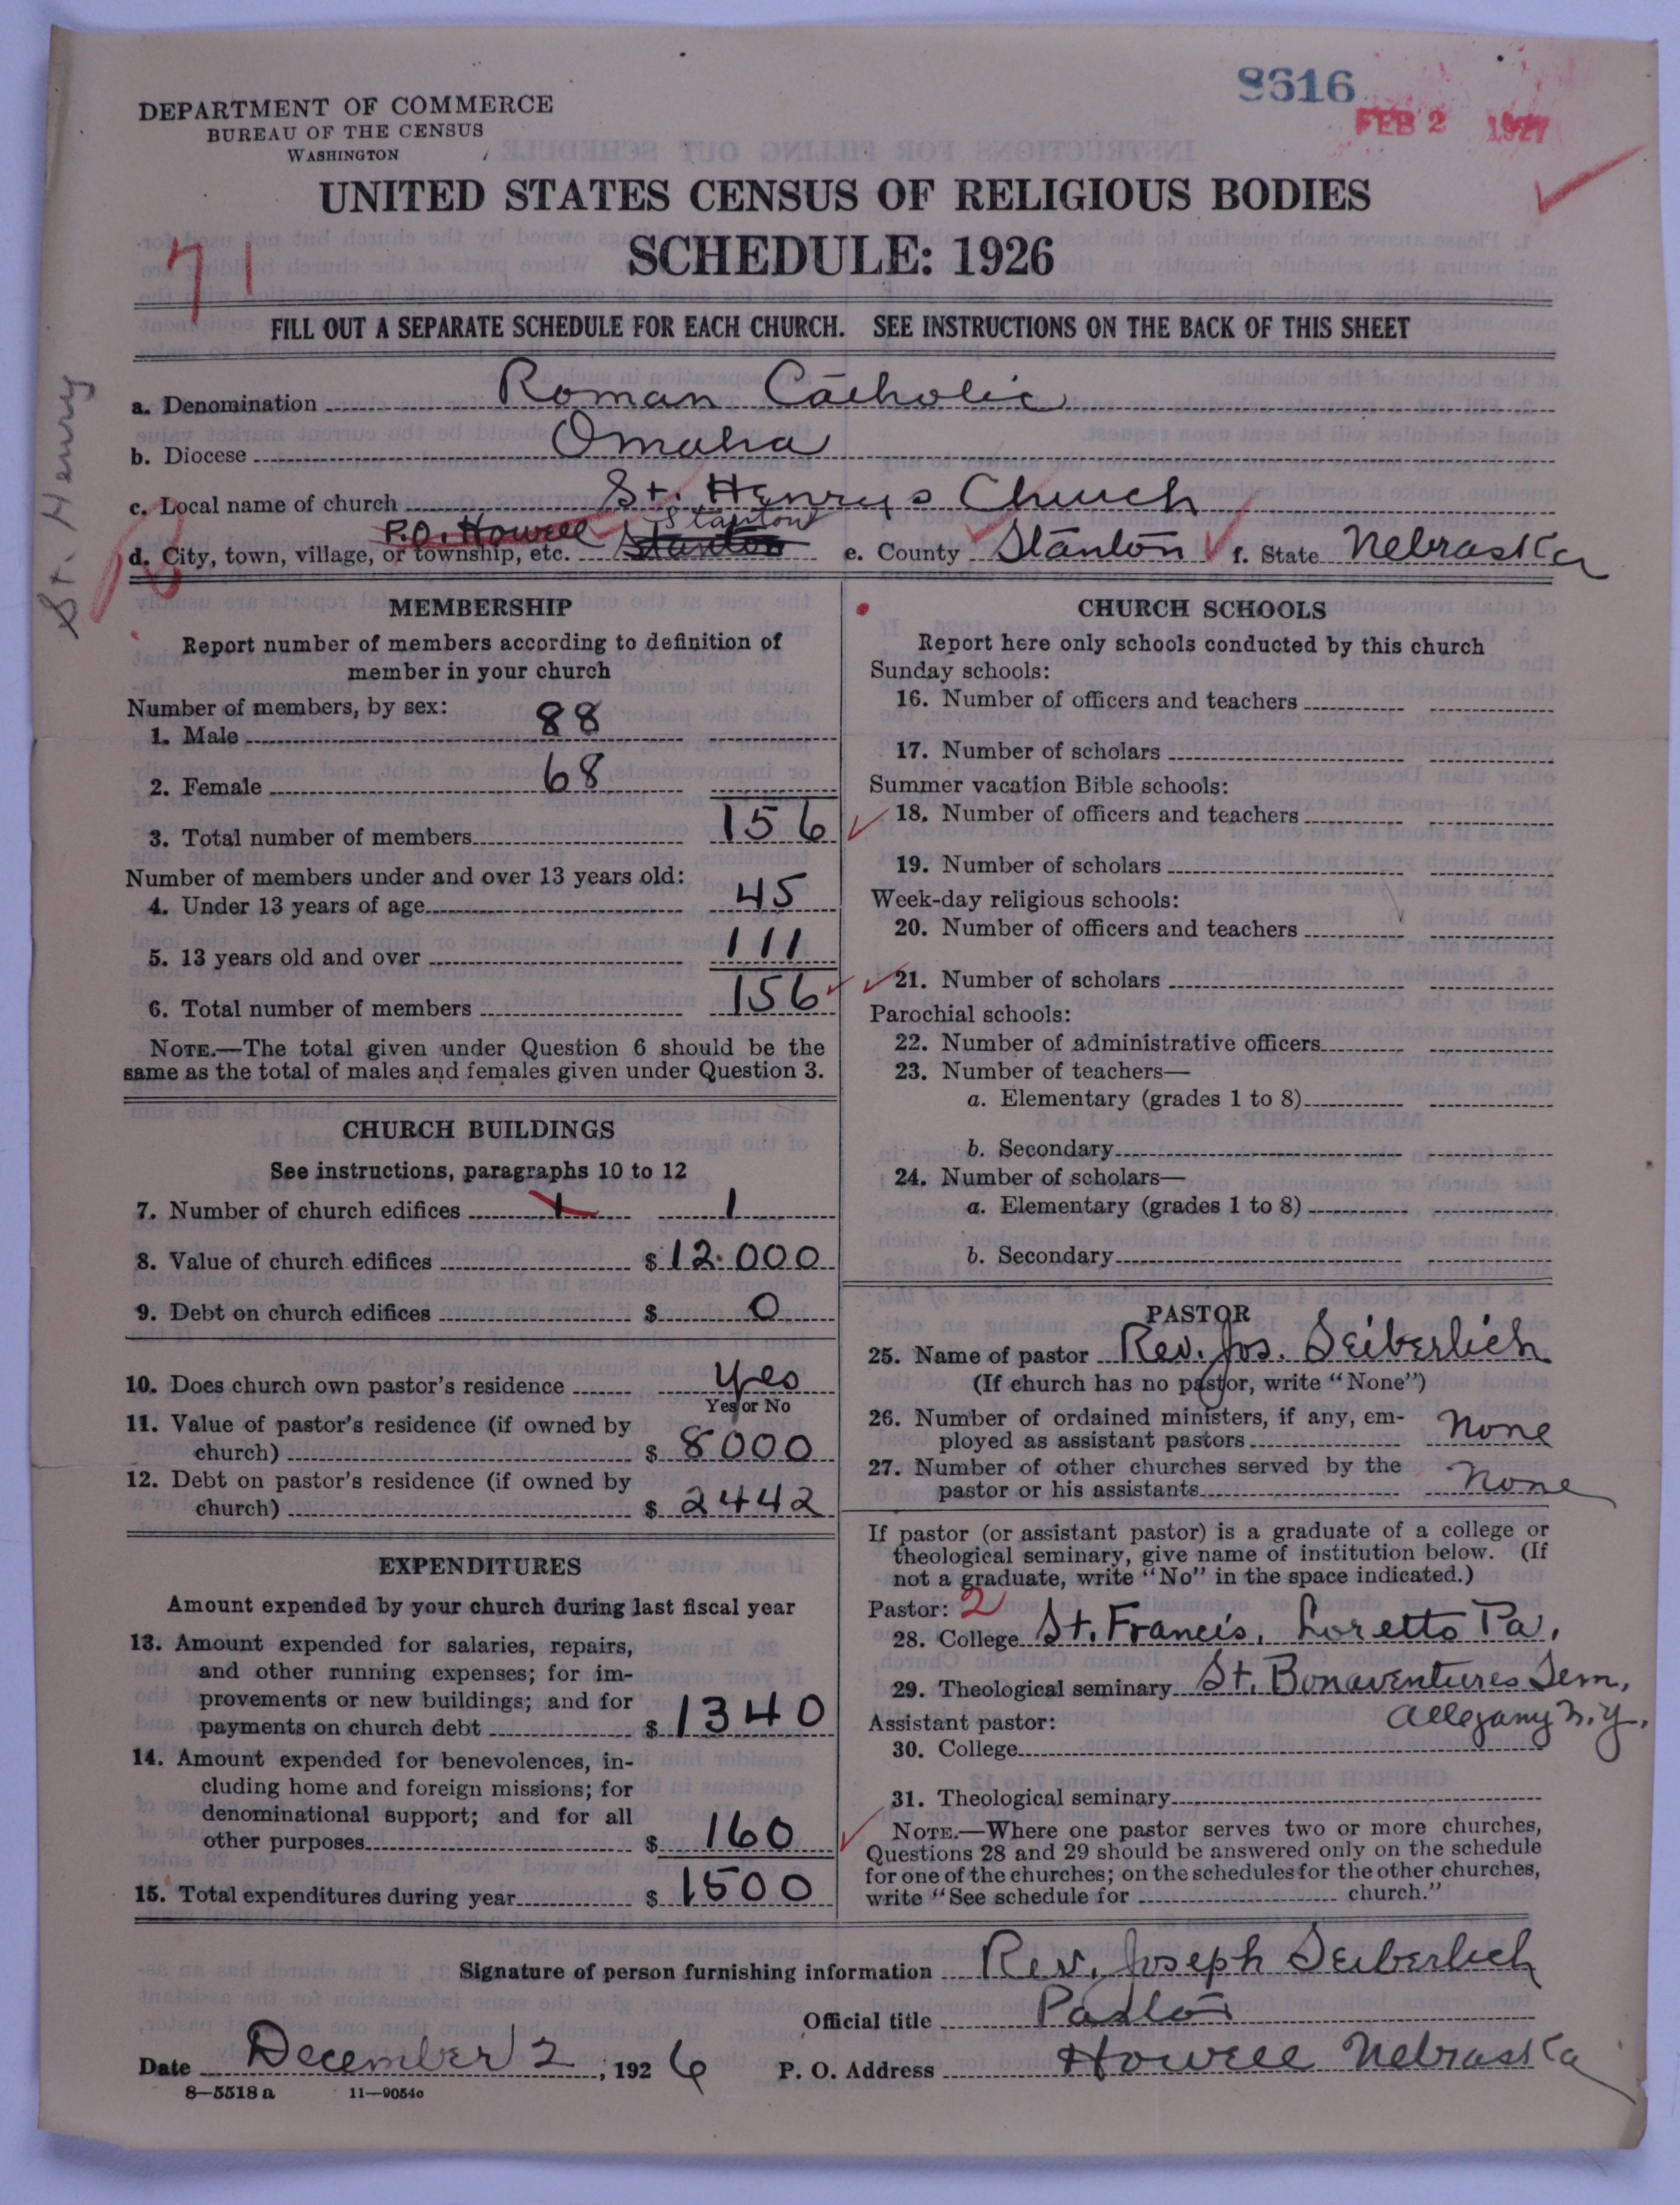 8616
FEB 2 1927
DEPARTMENT OF COMMERCE
BUREAU OF THE CENSUS
WASHINGTON
UNITED STATES CENSUS OF RELIGIOUS BODIES
SCHEDULE: 1926
71
FILL OUT A SEPARATE SCHEDULE FOR EACH CHURCH. SEE INSTRUCTIONS ON THE BACK OF THIS SHEET
St. Henry
a. Denomination Roman Catholic
b. Diocese Omaha
c. Local name of church St. Henrys Church
P.O. Howell Stanton
d. City, town, village, or township, etc. Stanton e. County Stanton f. State Nebraska
MEMBERSHIP
Report number of members according to definition of
member in your church
Number of members, by sex:
1. Male 88
2. Female 68
3. Total number of members 156
Number of members under and over 13 years old:
4. Under 13 years of age 45
5. 13 years old and over 111
6. Total number of members 156
NOTE.—The total given under Question 6 should be the
same as the total of males and females given under Question 3.
CHURCH BUILDINGS
See instructions, paragraphs 10 to 12
7. Number of church edifices 1 1
8. Value of church edifices $ 12.000
9. Debt on church edifices $ 0
10. Does church own pastor's residence Yes
Yes or No
11. Value of pastor's residence (if owned by
church) $ 8000
12. Debt on pastor's residence (if owned by
church) $ 2442
EXPENDITURES
Amount expended by your church during last fiscal year
13. Amount expended for salaries, repairs,
and other running expenses; for im-
provements or new buildings; and for
payments on church debt $ 1340
14. Amount expended for benevolences, in-
cluding home and foreign missions; for
denominational support; and for all
other purposes $ 160
15. Total expenditures during year $ 1500
CHURCH SCHOOLS
Report here only schools conducted by this church
Sunday schools:
16. Number of officers and teachers
17. Number of scholars
Summer vacation Bible schools:
18. Number of officers and teachers
19. Number of scholars
Week-day religious schools:
20. Number of officers and teachers
21. Number of scholars
Parochial schools:
22. Number of administrative officers
23. Number of teachers—
a. Elementary (grades 1 to 8)
b. Secondary
24. Number of scholars—
a. Elementary (grades 1 to 8)
b. Secondary
PASTOR
25. Name of pastor Rev. Jos. Seiberlich
(If church has no pastor, write "None")
26. Number of ordained ministers, if any, em-
ployed as assistant pastors None
27. Number of other churches served by the
pastor or his assistants None
If pastor (or assistant pastor) is a graduate of a college or
theological seminary, give name of institution below. (If
not a graduate, write "No" in the space indicated.)
Pastor: 2
28. College St. Francis, Loretto Pa,
29. Theological seminary St. Bonaventures Sem,
Assistant pastor: Allegany N.Y.
30. College
31. Theological seminary
NOTE.—Where one pastor serves two or more churches,
Questions 28 and 29 should be answered only on the schedule
for one of the churches; on the schedules for the other churches,
write "See schedule for church."
Signature of person furnishing information Rev. Joseph Seiberlich
Official title Pastor
Date December 2, 1926 P. O. Address Howell Nebraska
8—5518 a 11—9054c